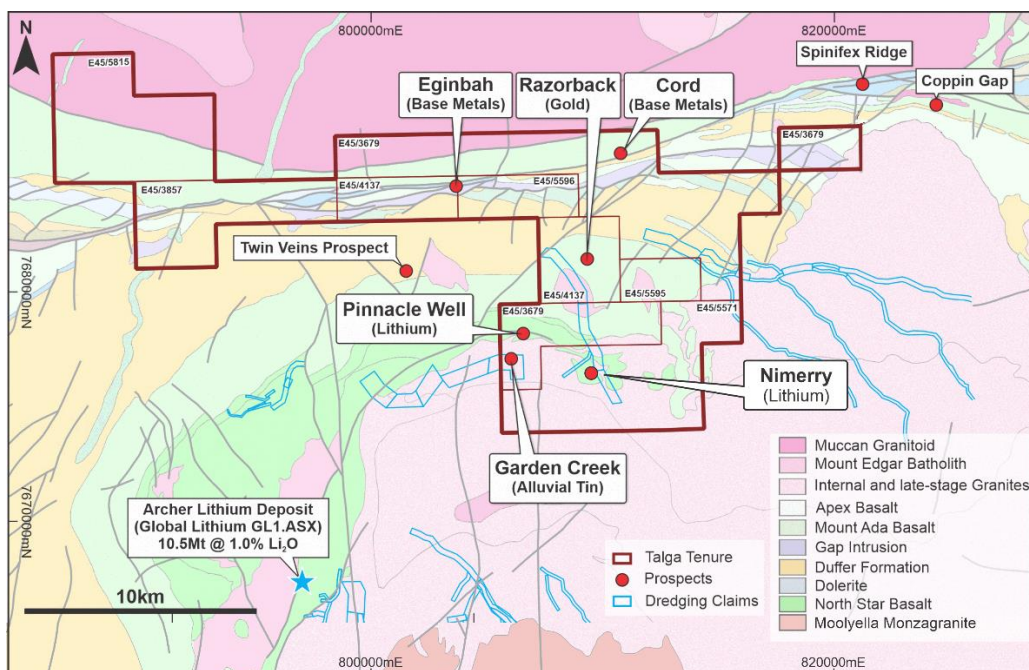 N
800000mE
820000mE
Spinifex Ridge
Coppin Gap
E45/5815
Eginbah
(Base Metals)
Razorback
(Gold)
Cord
(Base Metals)
E45/3679
E45/3679
E45/3857
E45/4137
E45/5596
Twin Veins Prospect
7680000mN
7680000mN
E45/4137
E45/5595
E45/5571
E45/3679
Pinnacle Well
(Lithium)
Nimerry
(Lithium)
Garden Creek
(Alluvial Tin)
Archer Lithium Deposit
(Global Lithium GL1.ASX)
10.5Mt @ 1.0% Li₂O
7670000mN
7670000mN
10km
Talga Tenure
Prospects
Dredging Claims
Muccan Granitoid
Mount Edgar Batholith
Internal and late-stage Granites
Apex Basalt
Mount Ada Basalt
Gap Intrusion
Duffer Formation
Dolerite
North Star Basalt
Moolyella Monzagranite
800000mE
820000mE